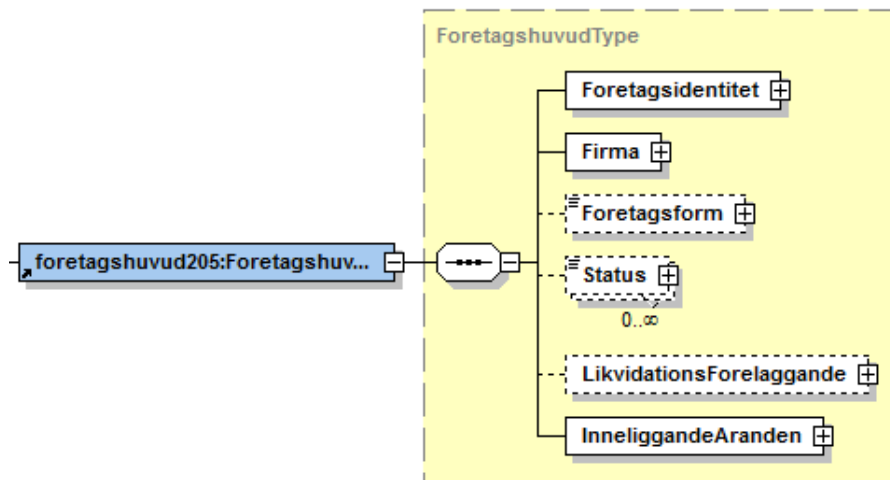 ForetagshuvudType
Foretagsidentitet
Firma
Foretagsform
foretagshuvud205:Foretagshuv...
Status
0..∞
LikvidationsForelaggande
InneliggandeAranden